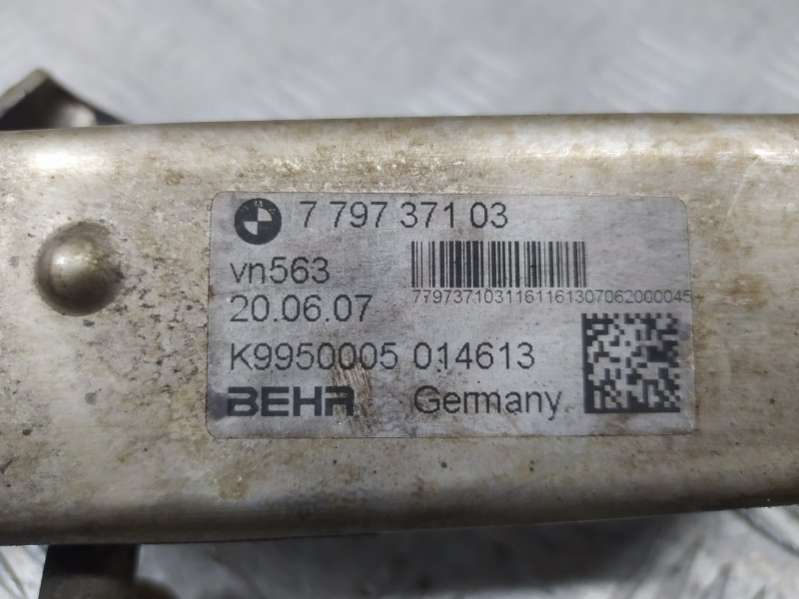 7 797 371 03
vn563
7797371031161161307062000045
20.06.07
K9950005 014613
BEHR Germany